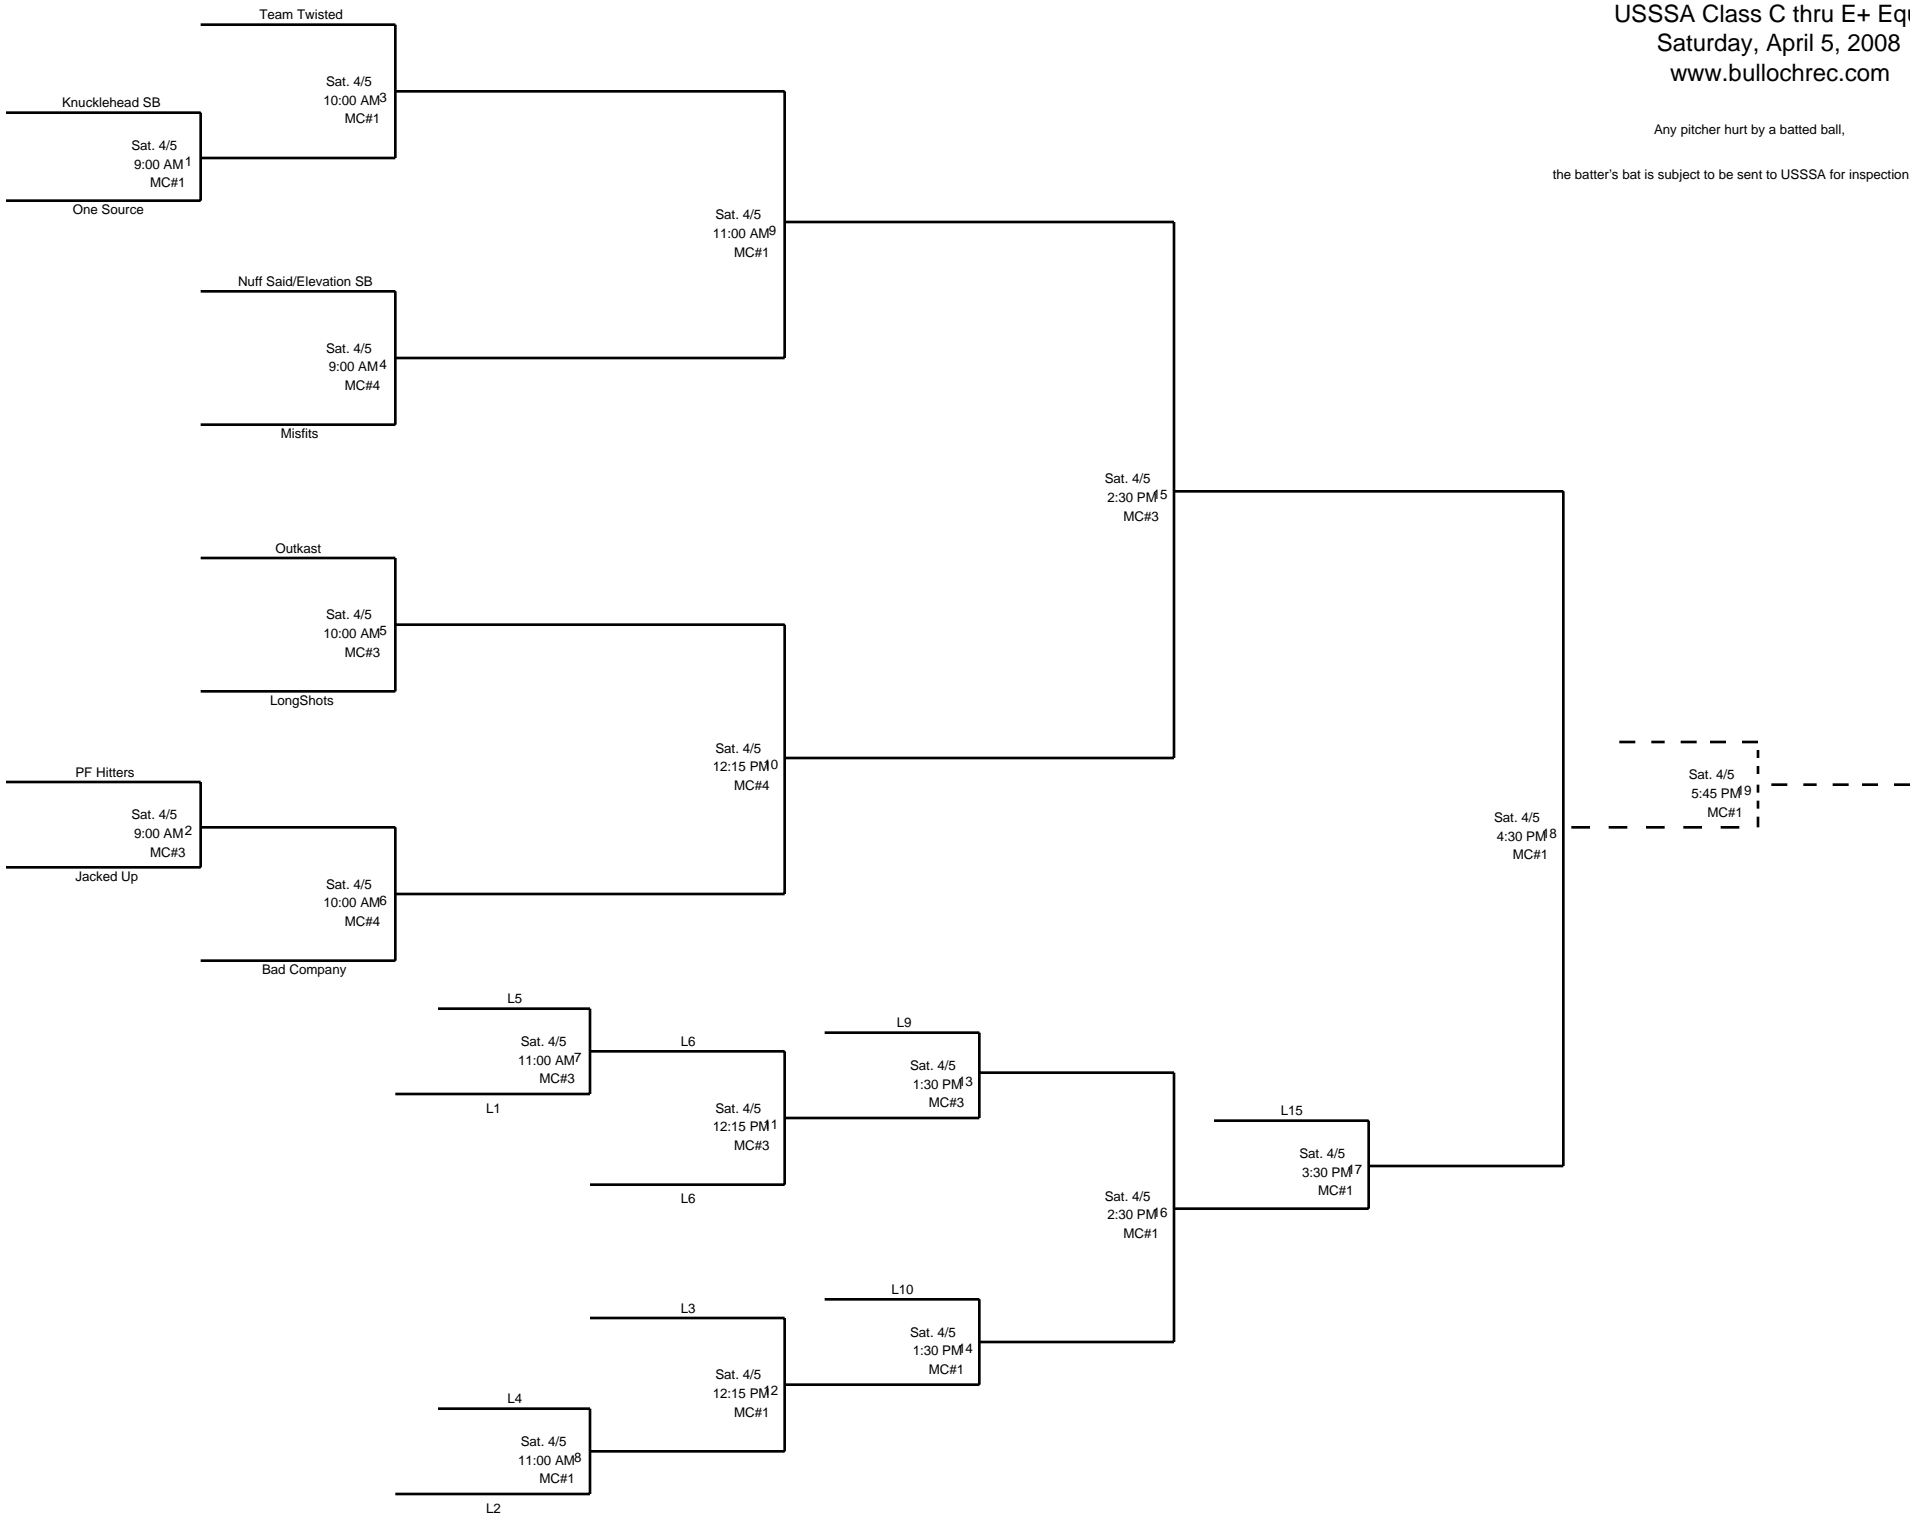 USSSA Class C thru E+
Saturday, April 5, 2008
www.bullochrec.com
Any pitcher hurt by a batted ball,
the batter's bat is subject to be sent to USSSA for inspection
Team Twisted
Sat. 4/5
10:00 AM 3
MC#1
Knucklehead SB
Sat. 4/5
9:00 AM 1
MC#1
One Source
Sat. 4/5
11:00 AM 9
MC#1
Nuff Said/Elevation SB
Sat. 4/5
9:00 AM 4
MC#4
Misfits
Sat. 4/5
2:30 PM 15
MC#3
Outkast
Sat. 4/5
10:00 AM 5
MC#3
LongShots
Sat. 4/5
12:15 PM 10
MC#4
PF Hitters
Sat. 4/5
9:00 AM 2
MC#3
Jacked Up
Sat. 4/5
10:00 AM 6
MC#4
Bad Company
Sat. 4/5
5:45 PM 19
MC#1
Sat. 4/5
4:30 PM 18
MC#1
L5
Sat. 4/5
11:00 AM 7
MC#3
L1
L6
Sat. 4/5
12:15 PM 11
MC#3
L6
L9
Sat. 4/5
1:30 PM 13
MC#3
L15
Sat. 4/5
3:30 PM 17
MC#1
Sat. 4/5
2:30 PM 16
MC#1
L3
Sat. 4/5
12:15 PM 12
MC#1
L10
Sat. 4/5
1:30 PM 14
MC#1
L4
Sat. 4/5
11:00 AM 8
MC#1
L2